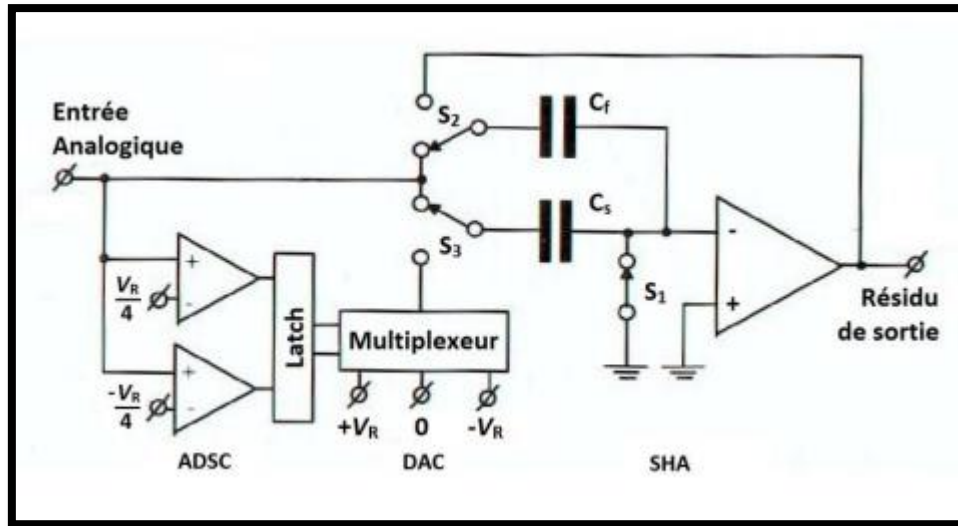 Entrée
Analogique
S2
Cf
Cs
S3
S1
+
-
VR
4
-VR
4
+
-
Latch
Multiplexeur
+VR
0
-VR
-
+
Résidu
de sortie
ADSC
DAC
SHA